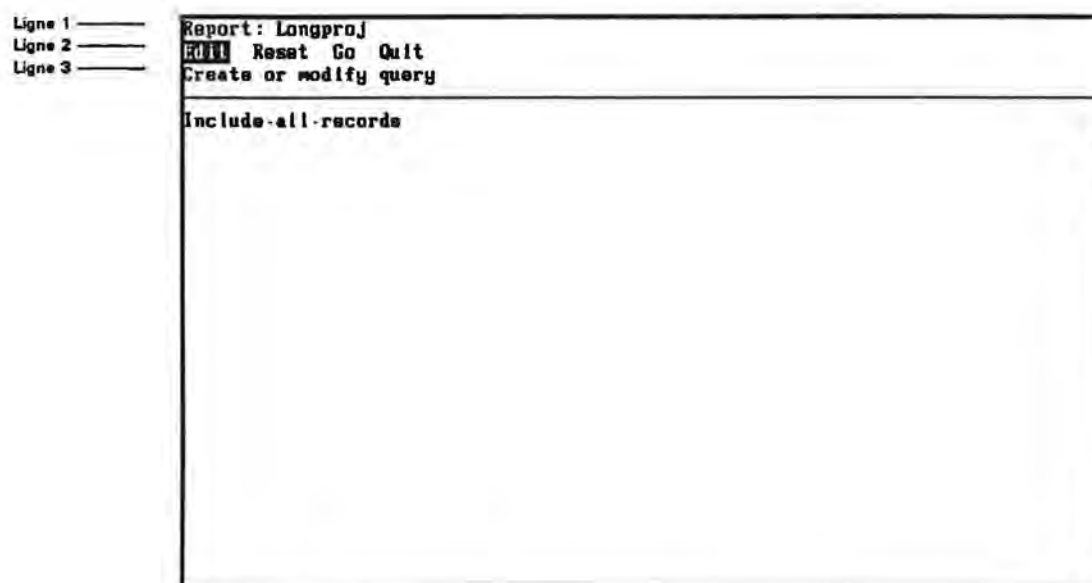 Ligne 1
Ligne 2
Ligne 3
Report: Longproj
Edit Reset Go Quit
Create or modify query
Include-all-records